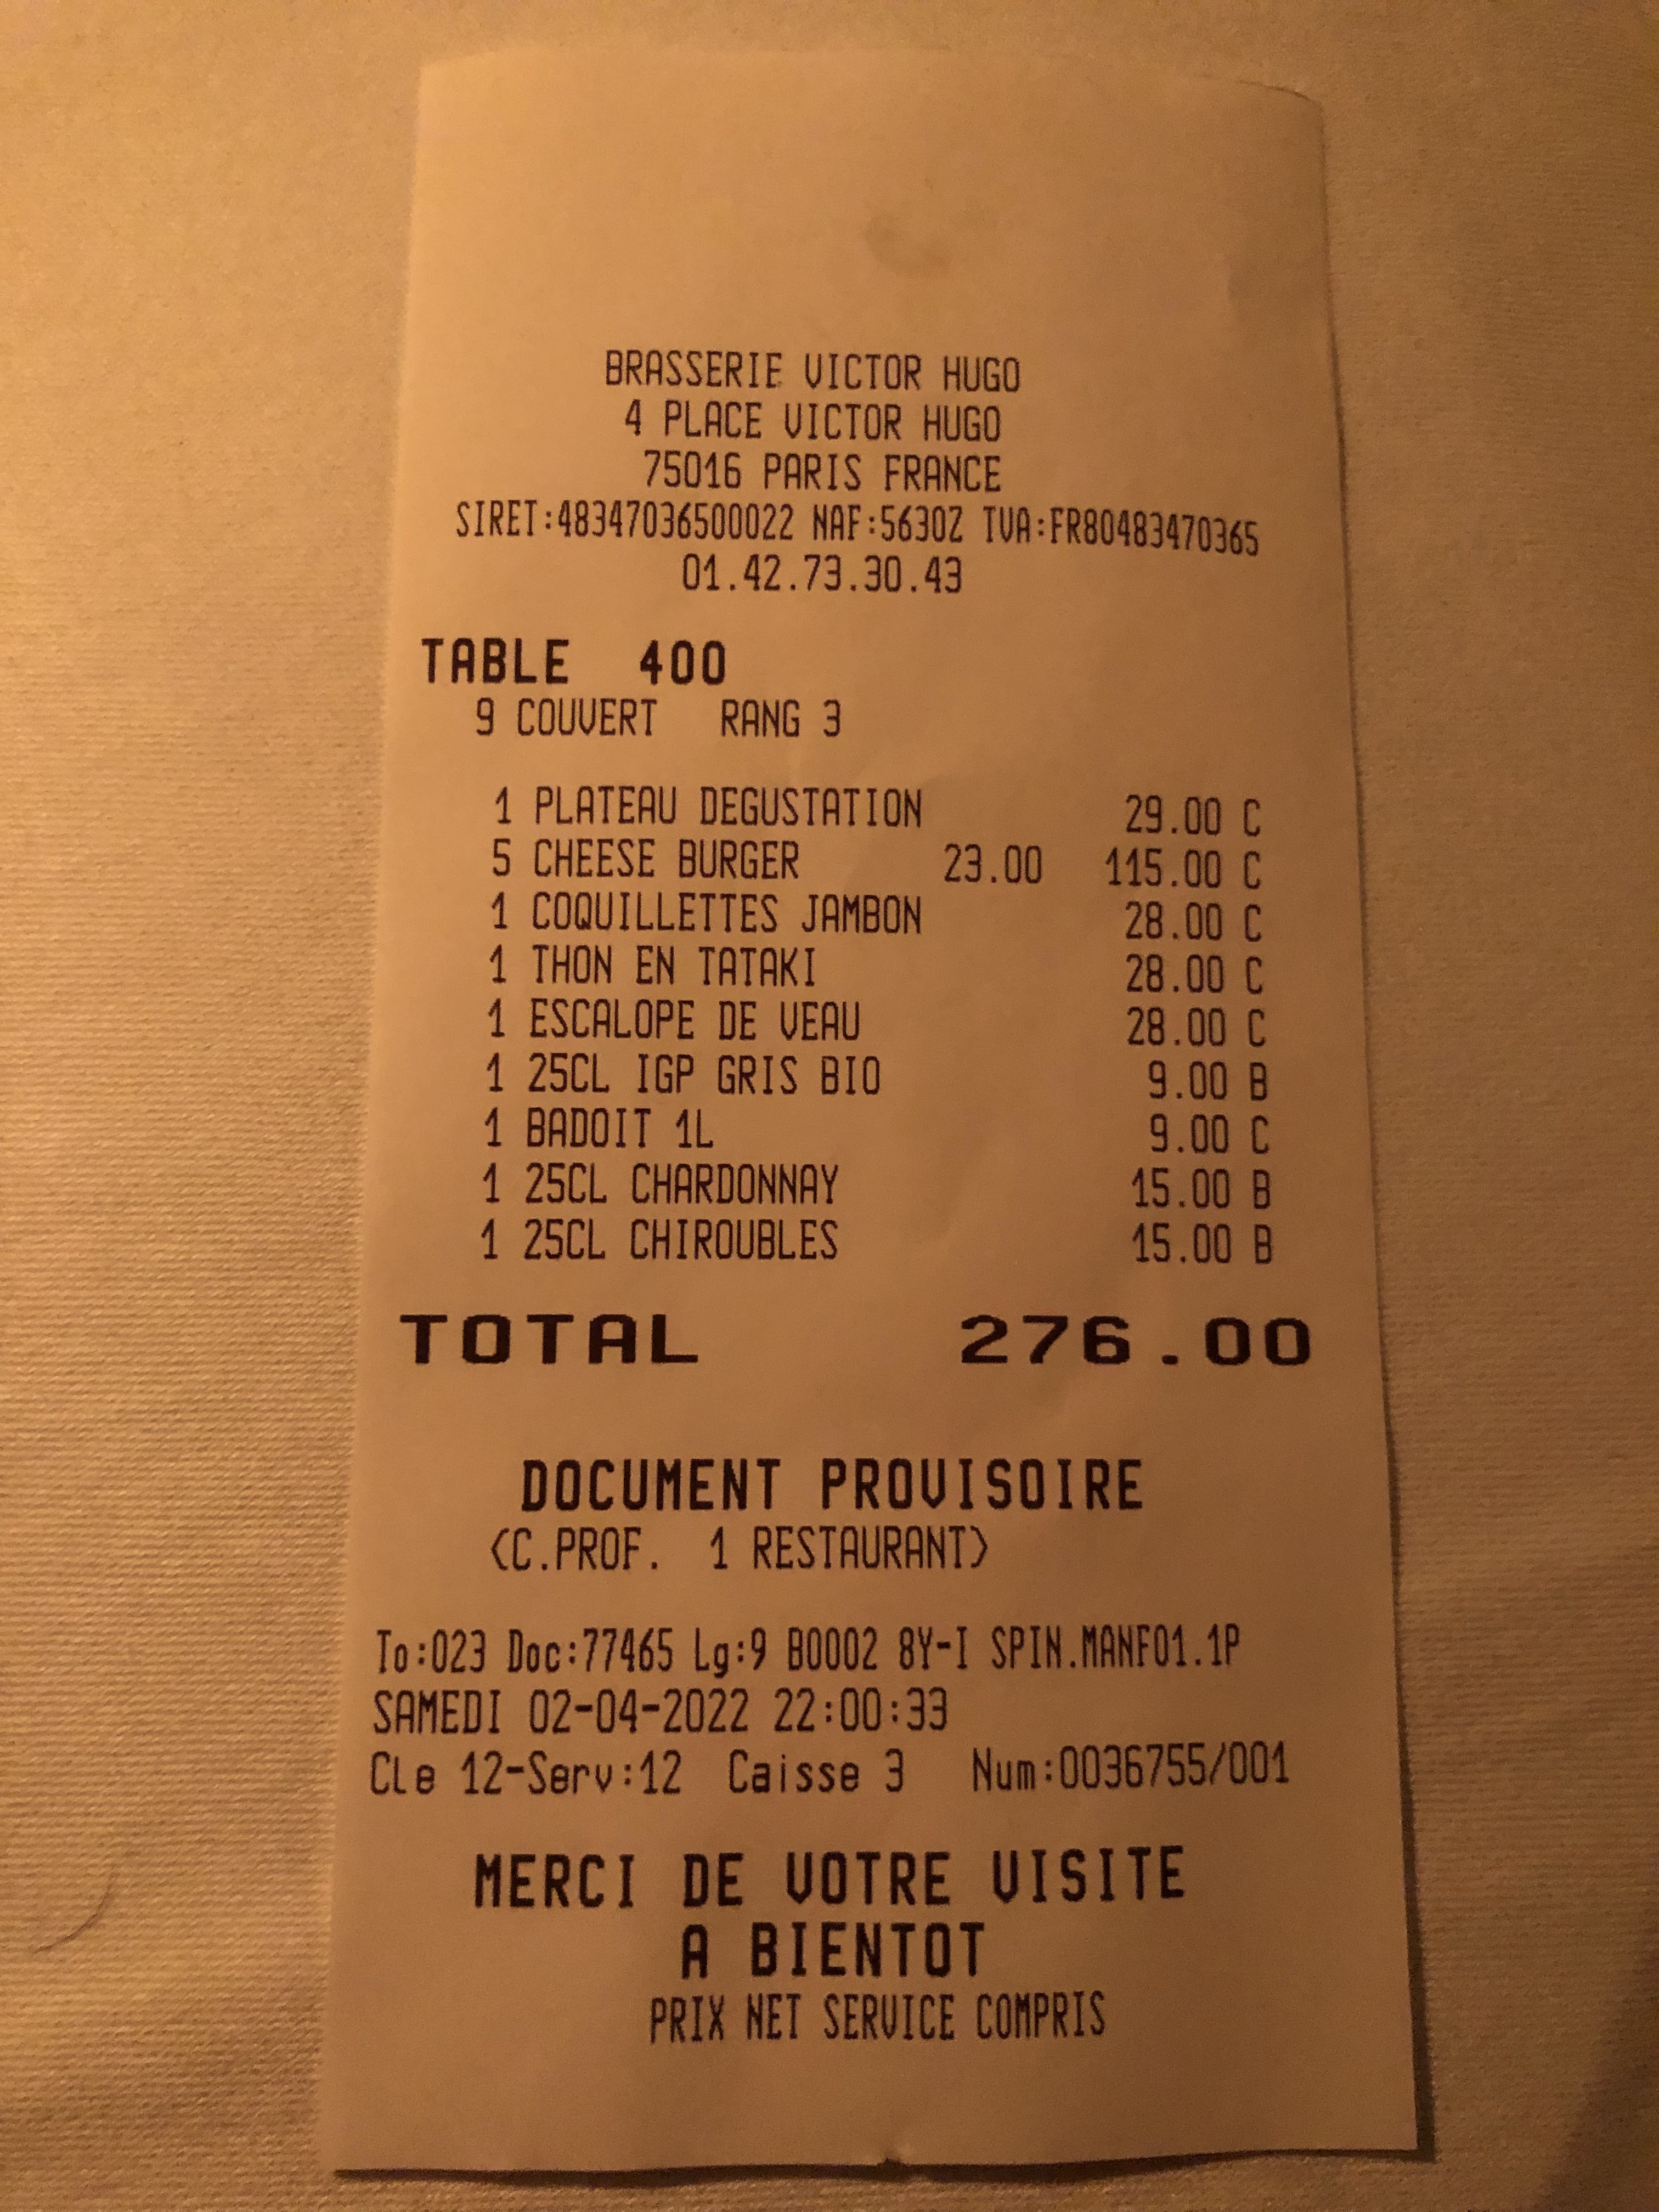 BRASSERIE VICTOR HUGO
4 PLACE VICTOR HUGO
75016 PARIS FRANCE
SIRET:48347036500022 NAF:5630Z TVA:FR80483470365
01.42.73.30.43
TABLE 400
9 COUVERT RANG 3
1 PLATEAU DEGUSTATION 29.00 C
5 CHEESE BURGER 23.00 115.00 C
1 COQUILLETTES JAMBON 28.00 C
1 THON EN TATAKI 28.00 C
1 ESCALOPE DE VEAU 28.00 C
1 25CL IGP GRIS BIO 9.00 B
1 BADOIT 1L 9.00 C
1 25CL CHARDONNAY 15.00 B
1 25CL CHIROUBLES 15.00 B
TOTAL 276.00
DOCUMENT PROVISOIRE
(C.PROF. 1 RESTAURANT)
To:023 Doc:77465 Lg:9 B0002 8Y-I SPIN.MANF01.1P
SAMEDI 02-04-2022 22:00:33
Cle 12-Serv:12 Caisse 3 Num:0036755/001
MERCI DE VOTRE VISITE
A BIENTOT
PRIX NET SERVICE COMPRIS